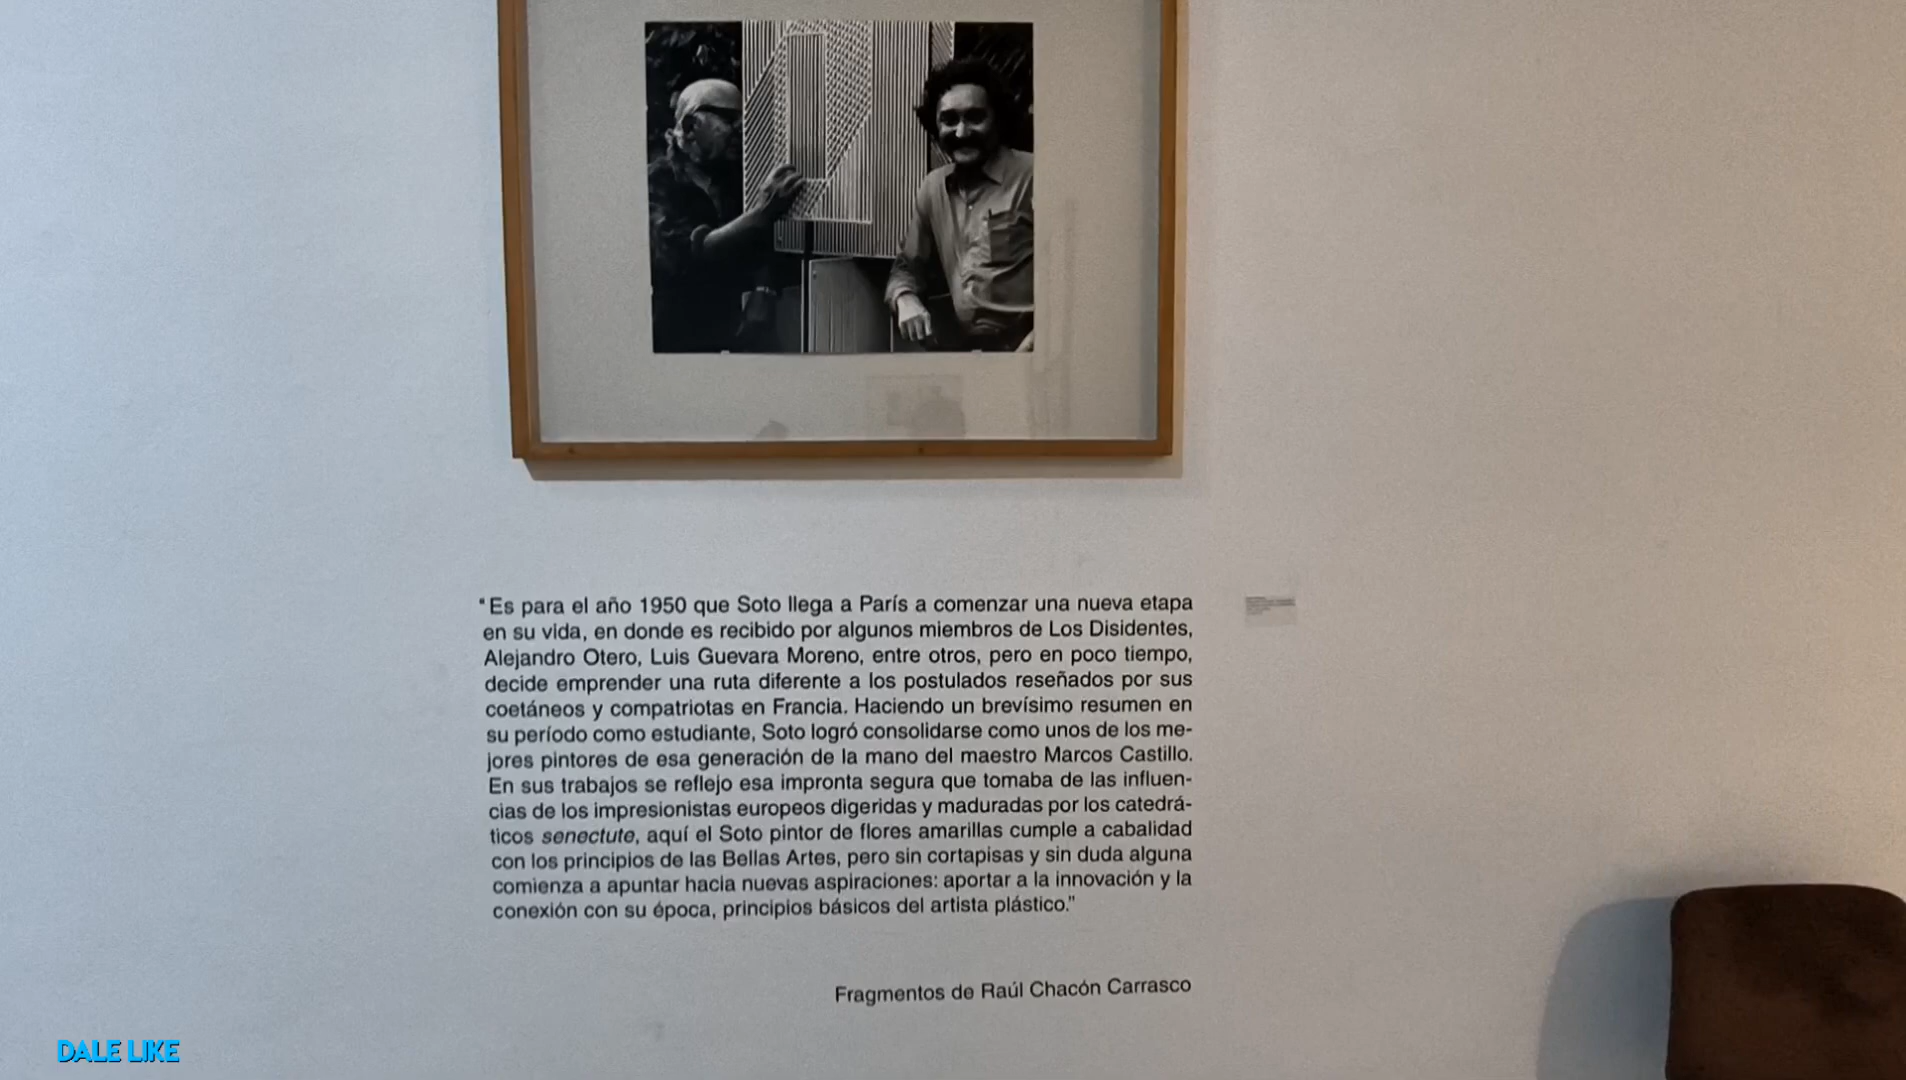 "Es para el año 1950 que Soto llega a París a comenzar una nueva etapa
en su vida, en donde es recibido por algunos miembros de Los Disidentes,
Alejandro Otero, Luis Guevara Moreno, entre otros, pero en poco tiempo,
decide emprender una ruta diferente a los postulados reseñados por sus
coetáneos y compatriotas en Francia. Haciendo un brevísimo resumen en
su período como estudiante, Soto logró consolidarse como unos de los me-
jores pintores de esa generación de la mano del maestro Marcos Castillo.
En sus trabajos se reflejo esa impronta segura que tomaba de las influen-
cias de los impresionistas europeos digeridas y maduradas por los catedrá-
ticos senectute, aquí el Soto pintor de flores amarillas cumple a cabalidad
con los principios de las Bellas Artes, pero sin cortapisas y sin duda alguna
comienza a apuntar hacia nuevas aspiraciones: aportar a la innovación y la
conexión con su época, principios básicos del artista plástico."
Fragmentos de Raúl Chacón Carrasco
DALE LIKE